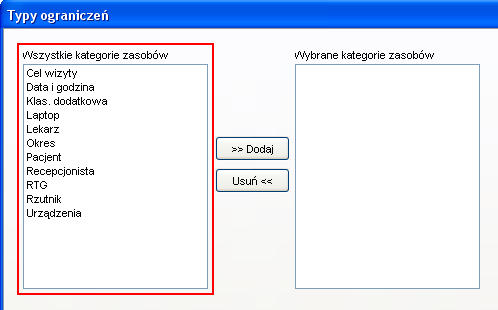 Typy ograniczeń
Wszystkie kategorie zasobów
Wybrane kategorie zasobów
Cel wizyty
Data i godzina
Klas. dodatkowa
Laptop
Lekarz
Okres
Pacjent
Recepcjonista
RTG
Rzutnik
Urządzenia
>> Dodaj
Usuń <<